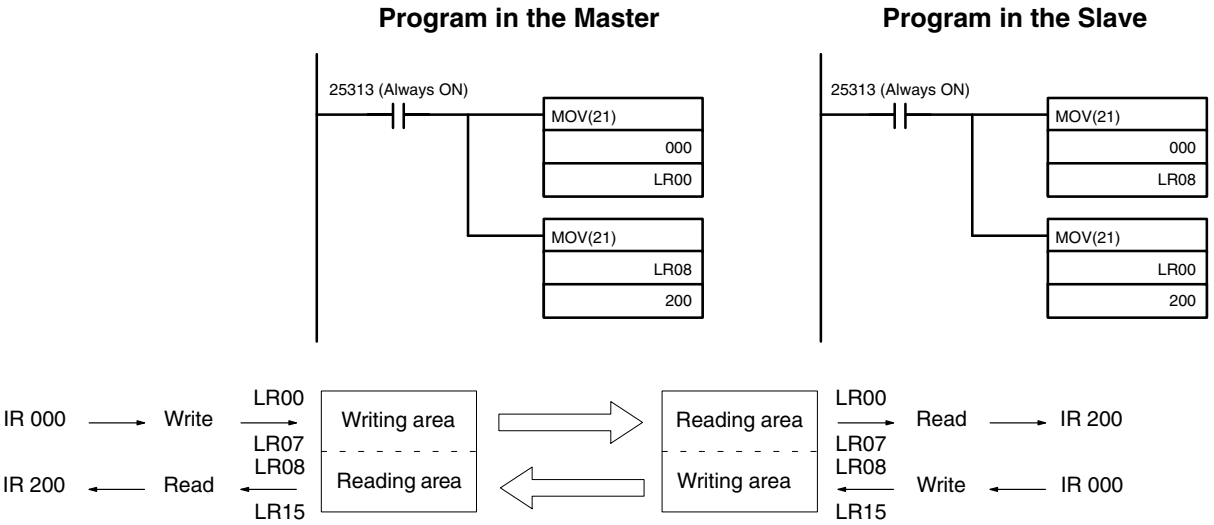 Program in the Master
Program in the Slave
25313 (Always ON)
MOV(21)
000
LR00
MOV(21)
LR08
200
25313 (Always ON)
MOV(21)
000
LR08
MOV(21)
LR00
200
IR 000 Write LR00 Writing area Reading area LR00 Read IR 200
LR07 LR07
IR 200 Read LR08 Reading area Writing area LR08 Write IR 000
LR15 LR15